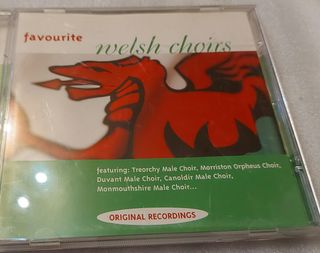 favourite
welsh choirs
featuring: Treorchy Male Choir, Morriston Orpheus Choir,
Duvant Male Choir, Canoldir Male Choir,
Monmouthshire Male Choir...
ORIGINAL RECORDINGS